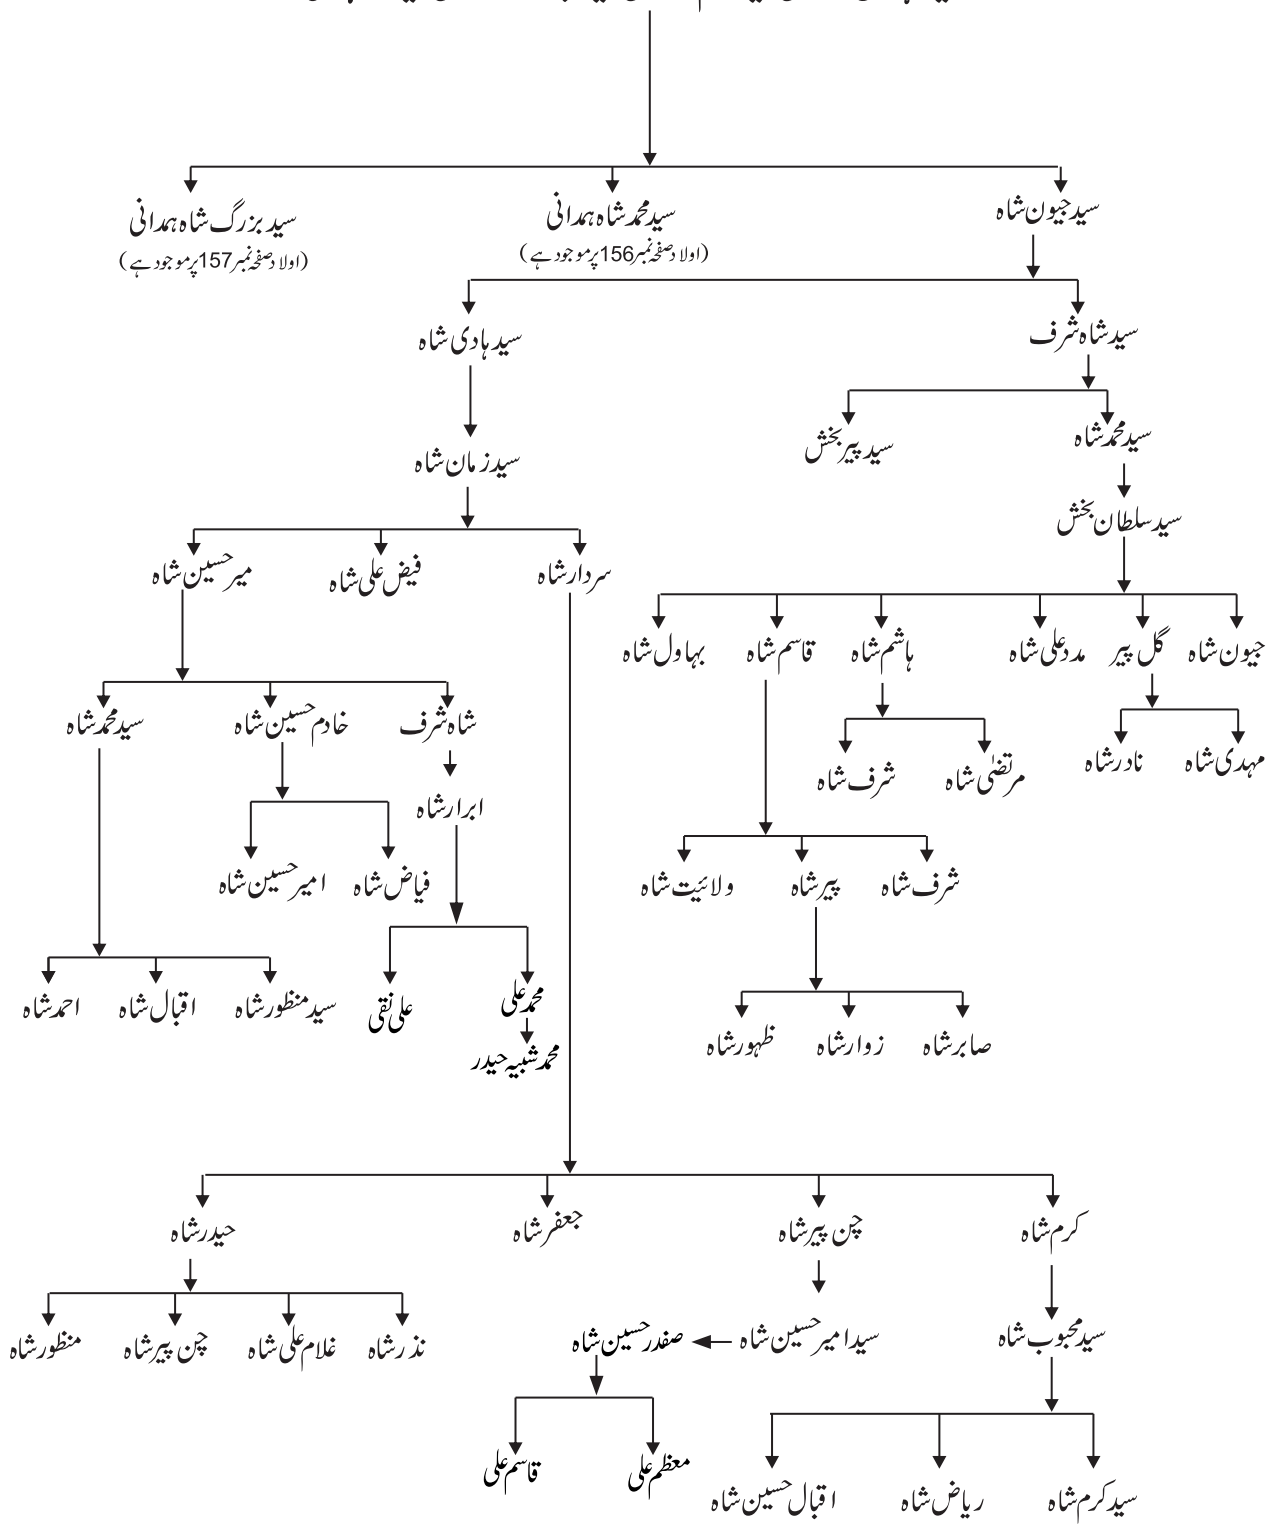 سید جیون شاہ سید محمد شاہ ہمدانی سید بزرگ شاہ ہمدانی
(اولاد صفحہ نمبر 156 پر موجود ہے) (اولاد صفحہ نمبر 157 پر موجود ہے)
سید شاہ شرف سید ہادی شاہ
سید محمد شاہ سید پیر بخش سید زمان شاہ
سید سلطان بخش
سردار شاہ فیض علی شاہ میر حسین شاہ
جیون شاہ گل پیر مدد علی شاہ ہاشم شاہ قاسم شاہ بہاول شاہ
شاہ شرف خادم حسین شاہ سید محمد شاہ
مہدی شاہ نادر شاہ مرتضیٰ شاہ شرف شاہ ابرار شاہ
شرف شاہ پیر شاہ ولائیت شاہ فیاض شاہ امیر حسین شاہ
محمد علی علی نقی سید منظور شاہ اقبال شاہ احمد شاہ
صابر شاہ زوار شاہ ظہور شاہ محمد شبیہ حیدر
کرم شاہ چن پیر شاہ جعفر شاہ حیدر شاہ
سید محبوب شاہ سید امیر حسین شاہ صفدر حسین شاہ نذر شاہ غلام علی شاہ چن پیر شاہ منظور شاہ
معظم علی قاسم علی
سید کرم شاہ ریاض شاہ اقبال حسین شاہ